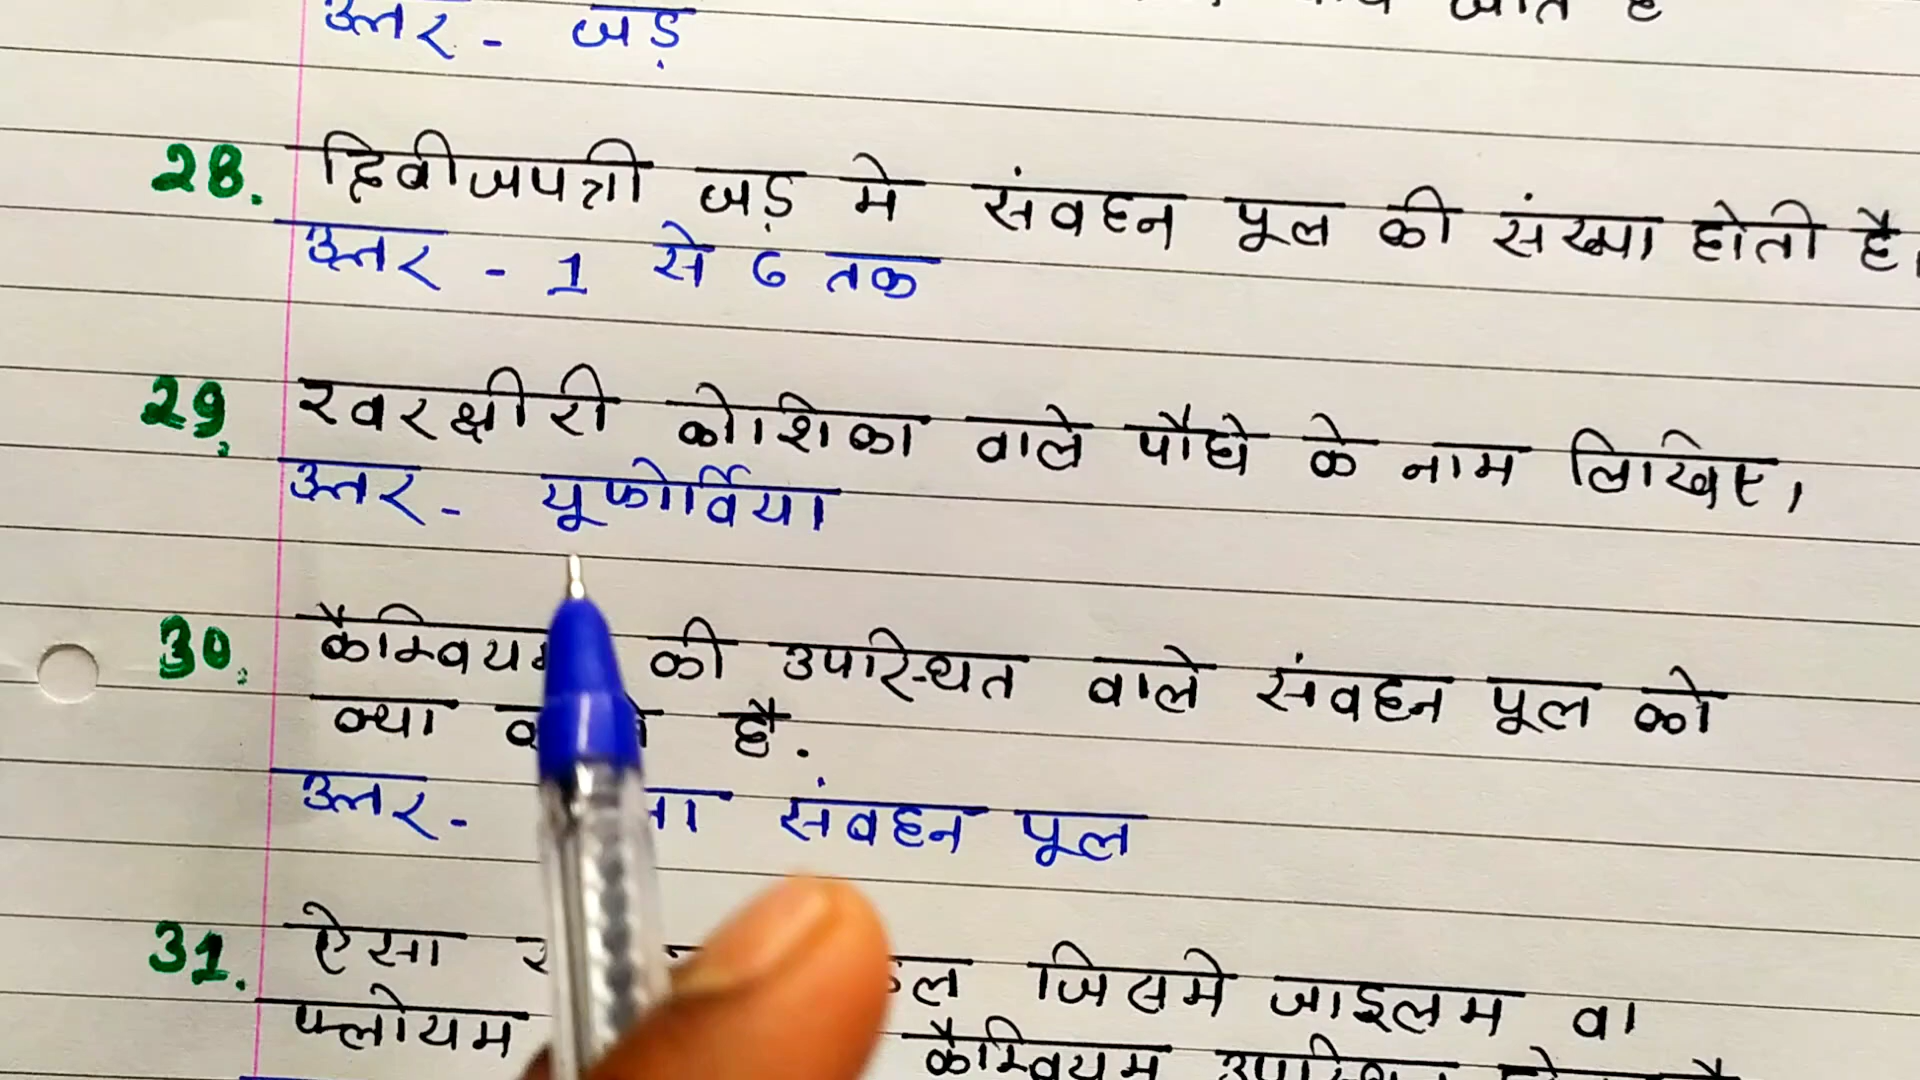 उत्तर - जड़
28. द्विबीजपत्री जड़ मे संवहन पूल की संख्या होती है।
उत्तर - 1 से 6 तक
29. रवरक्षीरी कोशिका वाले पौधे के नाम लिखिए।
उत्तर - यूफोर्विया
30. कैम्वियम की उपस्थित वाले संवहन पूल को
क्या है.
उत्तर - संवहन पूल
31. ऐसा जिसमे जाइलम वा
फ्लोयम कैम्वियम